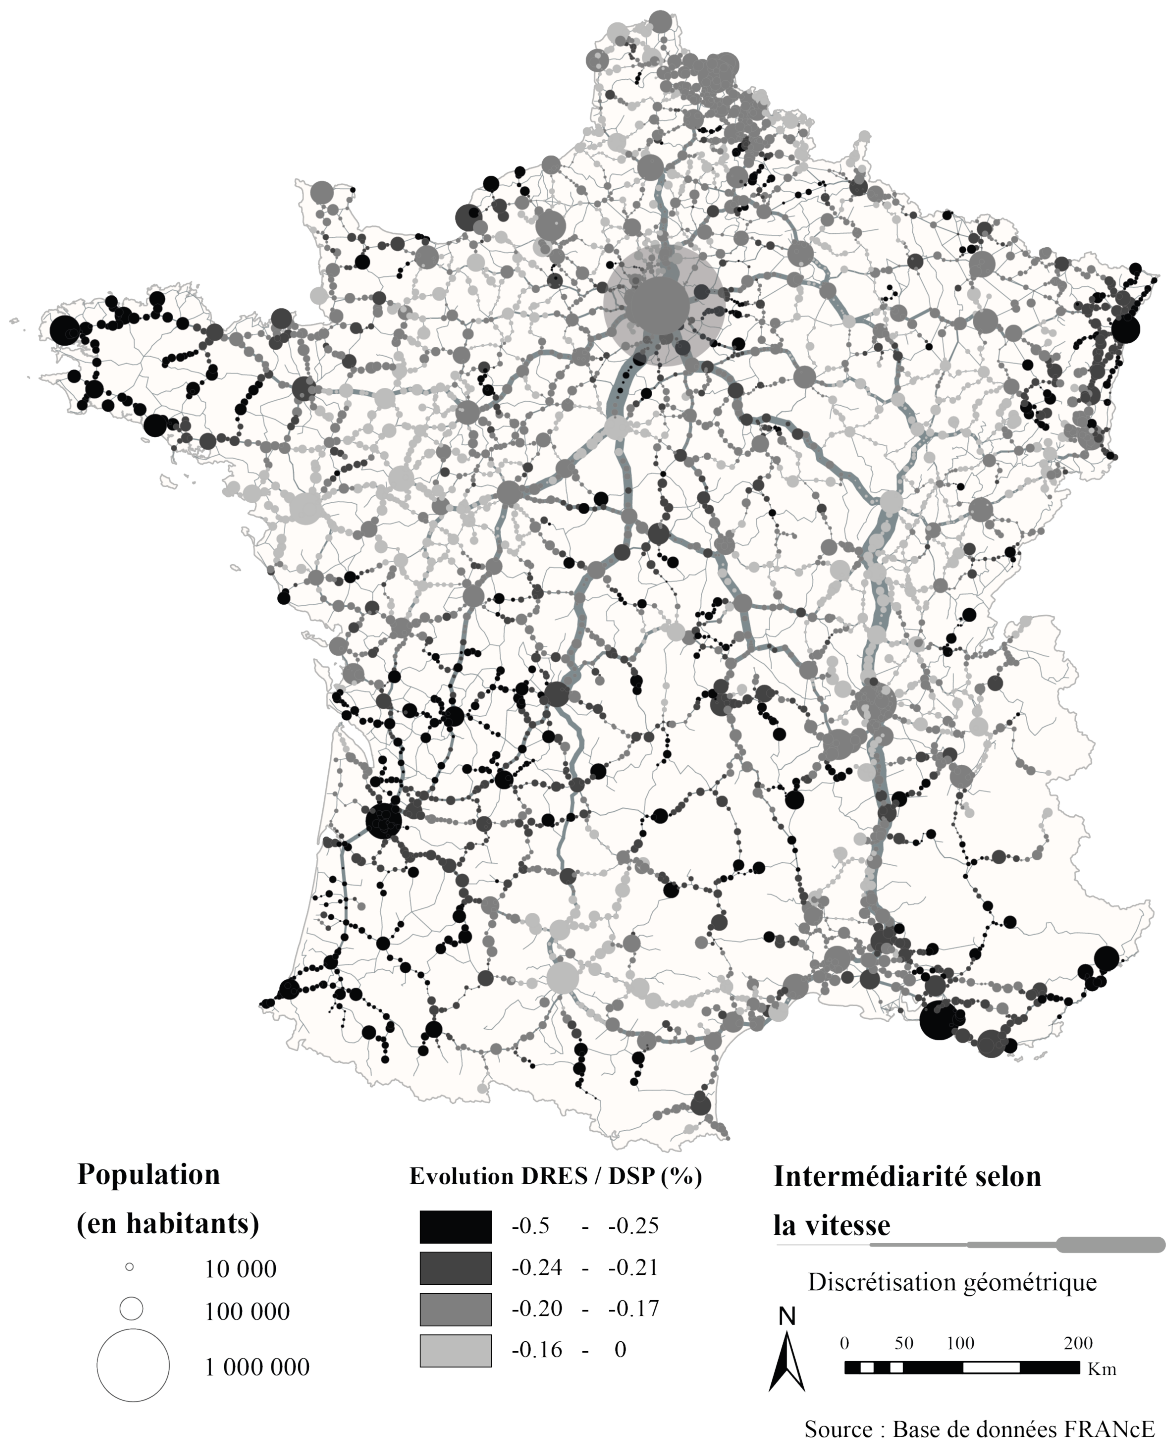 Population
(en habitants)
10 000
100 000
1 000 000
Evolution DRES / DSP (%)
-0.5 - -0.25
-0.24 - -0.21
-0.20 - -0.17
-0.16 - 0
Intermédiarité selon
la vitesse
Discrétisation géométrique
N
0 50 100 200
Km
Source : Base de données FRANcE